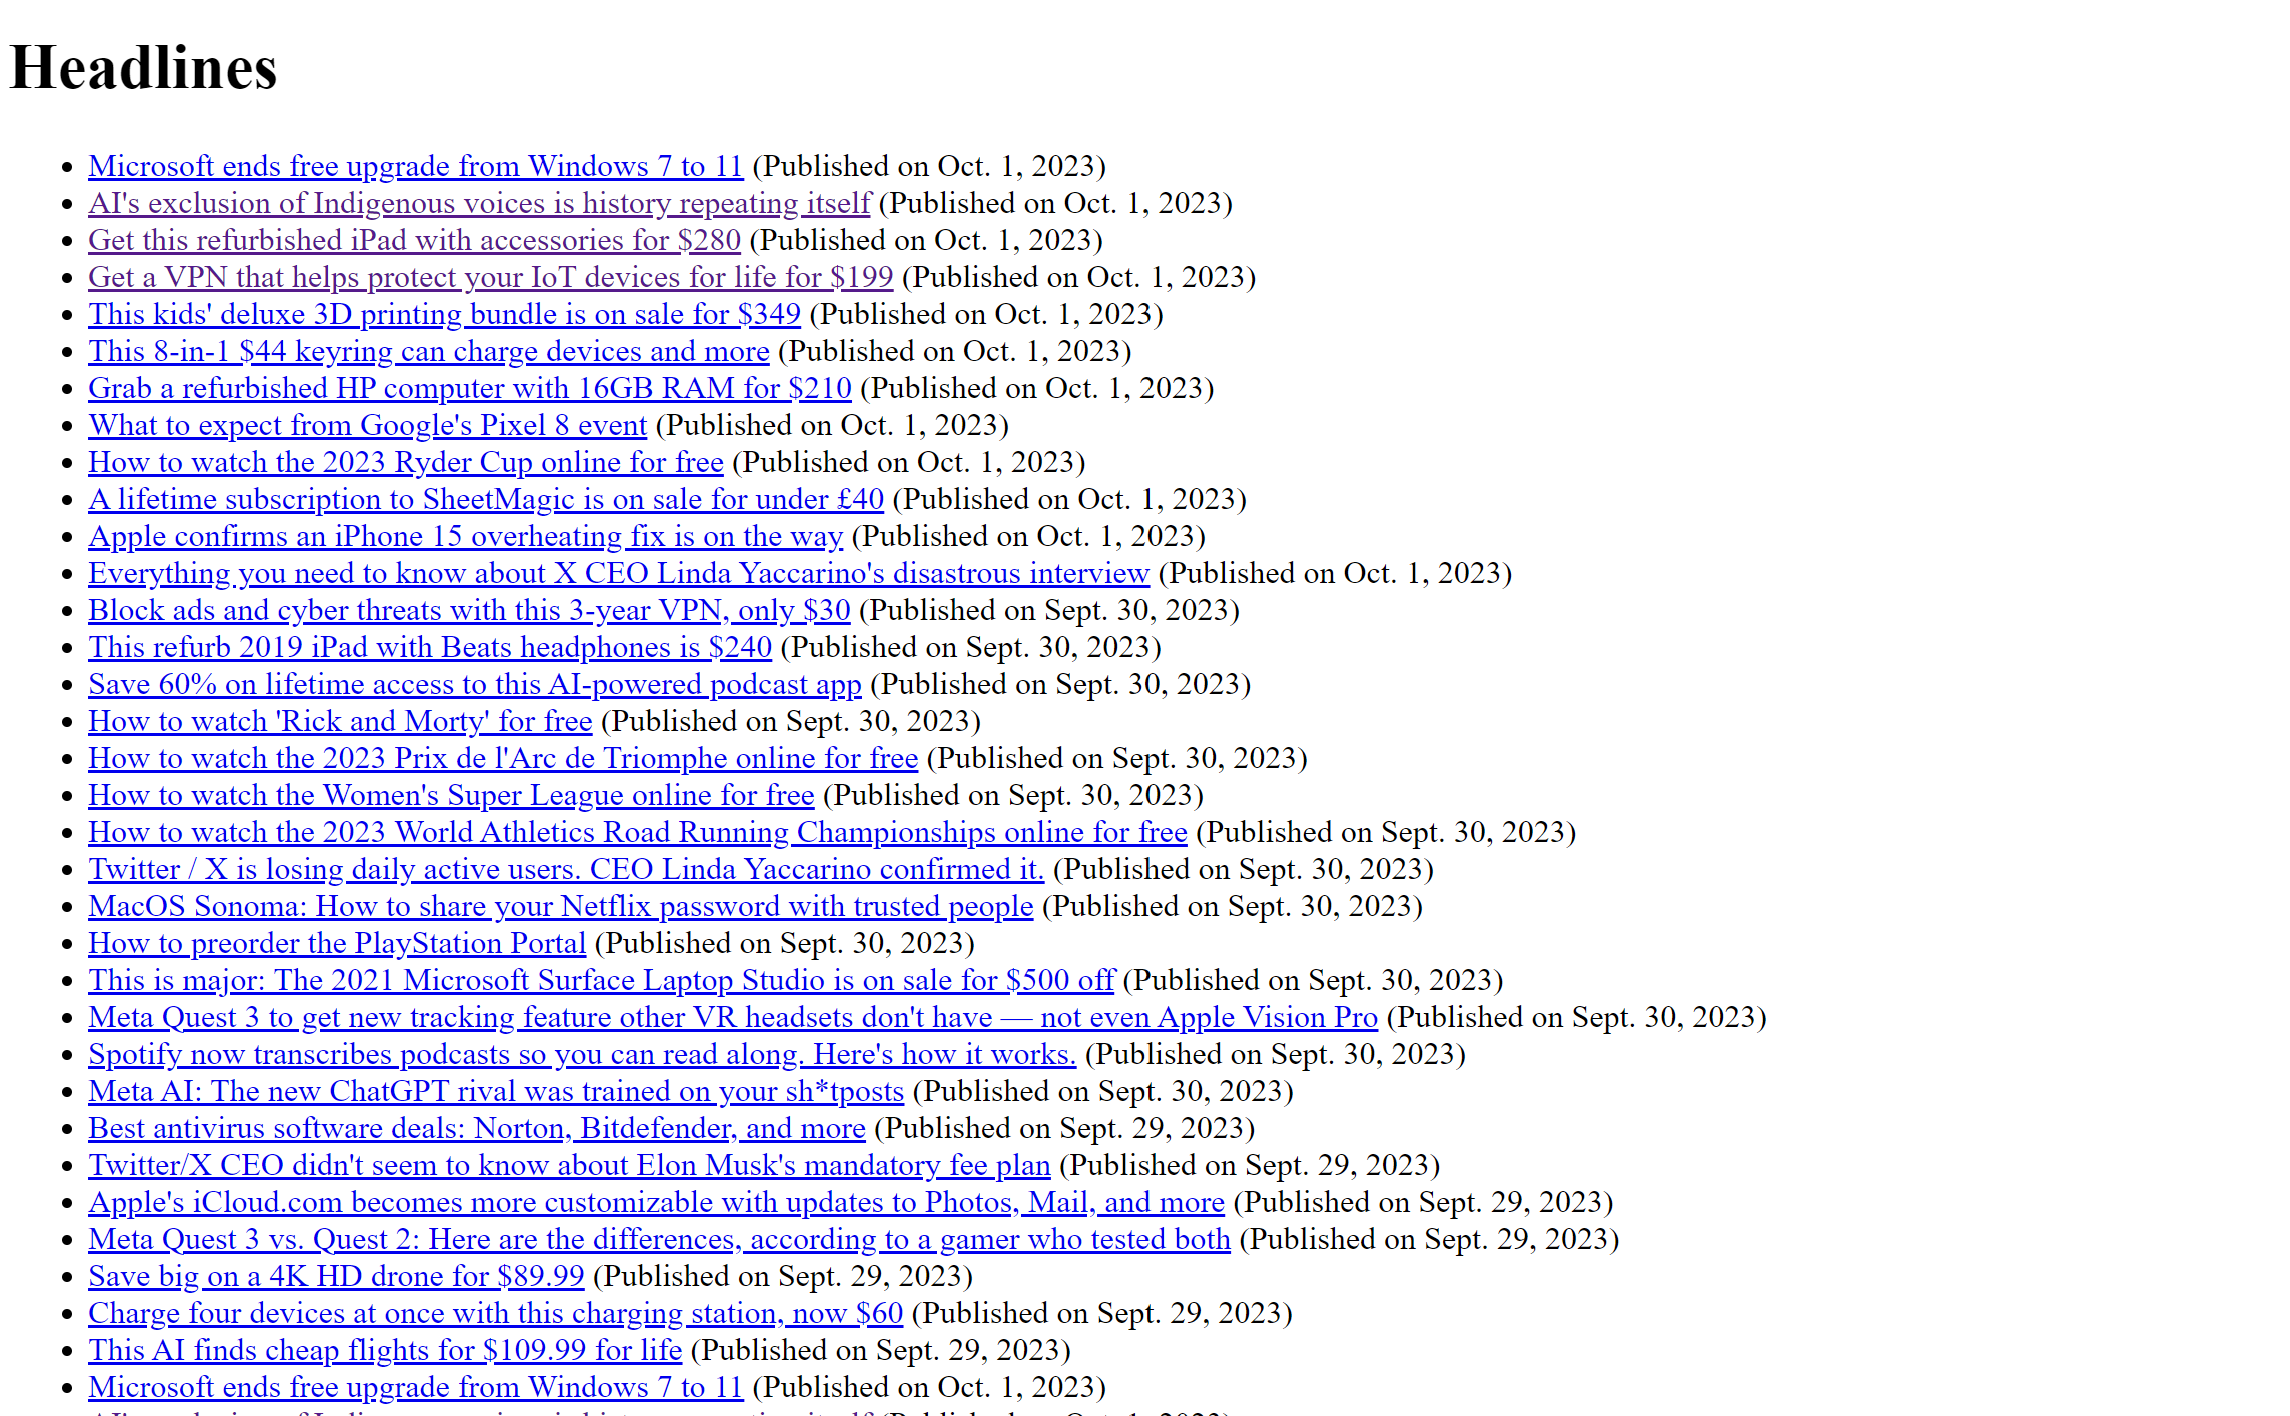 Headlines
Microsoft ends free upgrade from Windows 7 to 11 (Published on Oct. 1, 2023)
AI's exclusion of Indigenous voices is history repeating itself (Published on Oct. 1, 2023)
Get this refurbished iPad with accessories for $280 (Published on Oct. 1, 2023)
Get a VPN that helps protect your IoT devices for life for $199 (Published on Oct. 1, 2023)
This kids' deluxe 3D printing bundle is on sale for $349 (Published on Oct. 1, 2023)
This 8-in-1 $44 keyring can charge devices and more (Published on Oct. 1, 2023)
Grab a refurbished HP computer with 16GB RAM for $210 (Published on Oct. 1, 2023)
What to expect from Google's Pixel 8 event (Published on Oct. 1, 2023)
How to watch the 2023 Ryder Cup online for free (Published on Oct. 1, 2023)
A lifetime subscription to SheetMagic is on sale for under £40 (Published on Oct. 1, 2023)
Apple confirms an iPhone 15 overheating fix is on the way (Published on Oct. 1, 2023)
Everything you need to know about X CEO Linda Yaccarino's disastrous interview (Published on Oct. 1, 2023)
Block ads and cyber threats with this 3-year VPN, only $30 (Published on Sept. 30, 2023)
This refurb 2019 iPad with Beats headphones is $240 (Published on Sept. 30, 2023)
Save 60% on lifetime access to this AI-powered podcast app (Published on Sept. 30, 2023)
How to watch 'Rick and Morty' for free (Published on Sept. 30, 2023)
How to watch the 2023 Prix de l'Arc de Triomphe online for free (Published on Sept. 30, 2023)
How to watch the Women's Super League online for free (Published on Sept. 30, 2023)
How to watch the 2023 World Athletics Road Running Championships online for free (Published on Sept. 30, 2023)
Twitter / X is losing daily active users. CEO Linda Yaccarino confirmed it. (Published on Sept. 30, 2023)
MacOS Sonoma: How to share your Netflix password with trusted people (Published on Sept. 30, 2023)
How to preorder the PlayStation Portal (Published on Sept. 30, 2023)
This is major: The 2021 Microsoft Surface Laptop Studio is on sale for $500 off (Published on Sept. 30, 2023)
Meta Quest 3 to get new tracking feature other VR headsets don't have — not even Apple Vision Pro (Published on Sept. 30, 2023)
Spotify now transcribes podcasts so you can read along. Here's how it works. (Published on Sept. 30, 2023)
Meta AI: The new ChatGPT rival was trained on your sh*tposts (Published on Sept. 30, 2023)
Best antivirus software deals: Norton, Bitdefender, and more (Published on Sept. 29, 2023)
Twitter/X CEO didn't seem to know about Elon Musk's mandatory fee plan (Published on Sept. 29, 2023)
Apple's iCloud.com becomes more customizable with updates to Photos, Mail, and more (Published on Sept. 29, 2023)
Meta Quest 3 vs. Quest 2: Here are the differences, according to a gamer who tested both (Published on Sept. 29, 2023)
Save big on a 4K HD drone for $89.99 (Published on Sept. 29, 2023)
Charge four devices at once with this charging station, now $60 (Published on Sept. 29, 2023)
This AI finds cheap flights for $109.99 for life (Published on Sept. 29, 2023)
Microsoft ends free upgrade from Windows 7 to 11 (Published on Oct. 1, 2023)